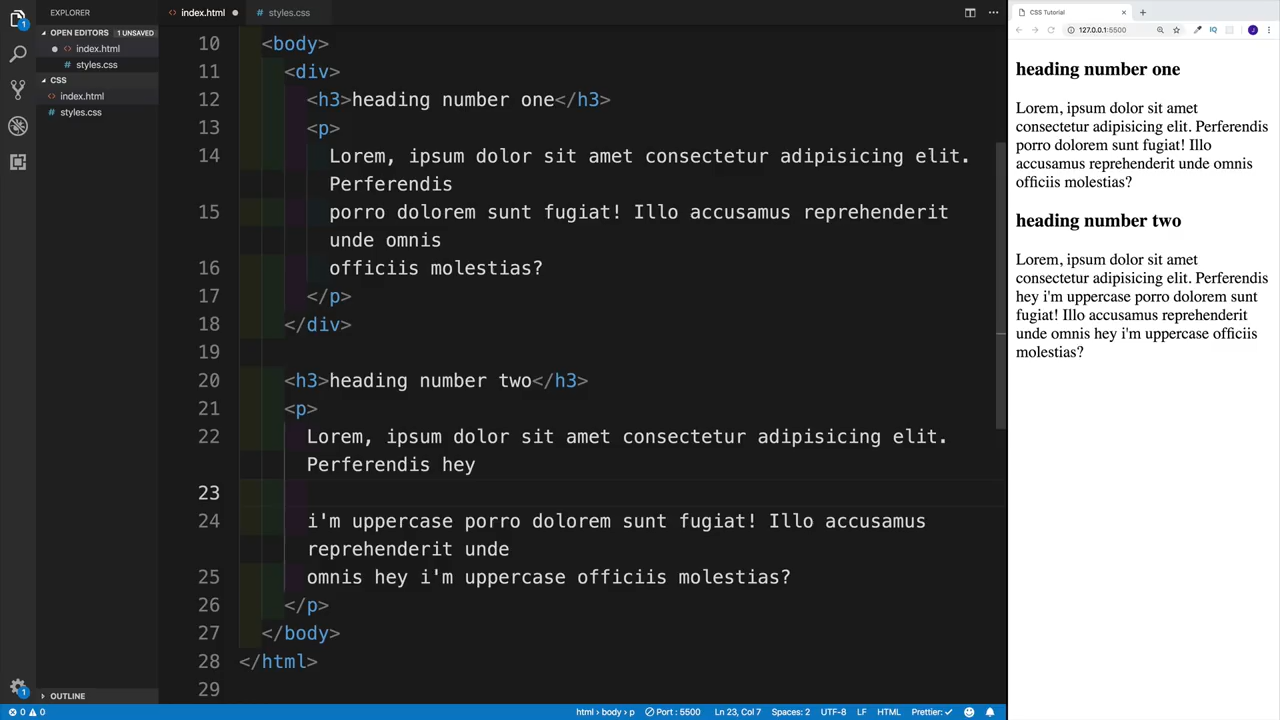 EXPLORER
OPEN EDITORS 1 UNSAVED
index.html
styles.css
CSS
index.html
styles.css
OUTLINE
1
1
index.html
styles.css
10 <body>
11 <div>
12 <h3>heading number one</h3>
13 <p>
14 Lorem, ipsum dolor sit amet consectetur adipisicing elit.
Perferendis
15 porro dolorem sunt fugiat! Illo accusamus reprehenderit
unde omnis
16 officiis molestias?
17 </p>
18 </div>
19
20 <h3>heading number two</h3>
21 <p>
22 Lorem, ipsum dolor sit amet consectetur adipisicing elit.
Perferendis hey
23
24 i'm uppercase porro dolorem sunt fugiat! Illo accusamus
reprehenderit unde
25 omnis hey i'm uppercase officiis molestias?
26 </p>
27 </body>
28 </html>
29
0 0 html › body › p Port : 5500 Ln 23, Col 7 Spaces: 2 UTF-8 LF HTML Prettier: ✓
CSS Tutorial
127.0.0.1:5500
IQ
J
heading number one
Lorem, ipsum dolor sit amet
consectetur adipisicing elit. Perferendis
porro dolorem sunt fugiat! Illo
accusamus reprehenderit unde omnis
officiis molestias?
heading number two
Lorem, ipsum dolor sit amet
consectetur adipisicing elit. Perferendis
hey i'm uppercase porro dolorem sunt
fugiat! Illo accusamus reprehenderit
unde omnis hey i'm uppercase officiis
molestias?